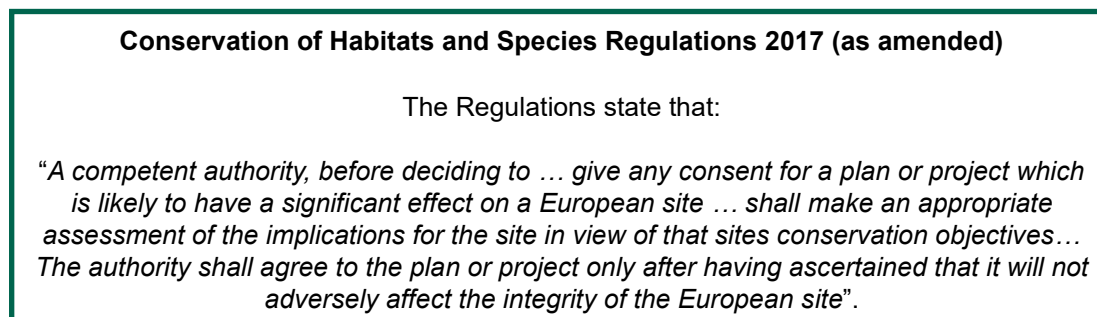 Conservation of Habitats and Species Regulations 2017 (as amended)
The Regulations state that:
“A competent authority, before deciding to … give any consent for a plan or project which
is likely to have a significant effect on a European site … shall make an appropriate
assessment of the implications for the site in view of that sites conservation objectives…
The authority shall agree to the plan or project only after having ascertained that it will not
adversely affect the integrity of the European site”.